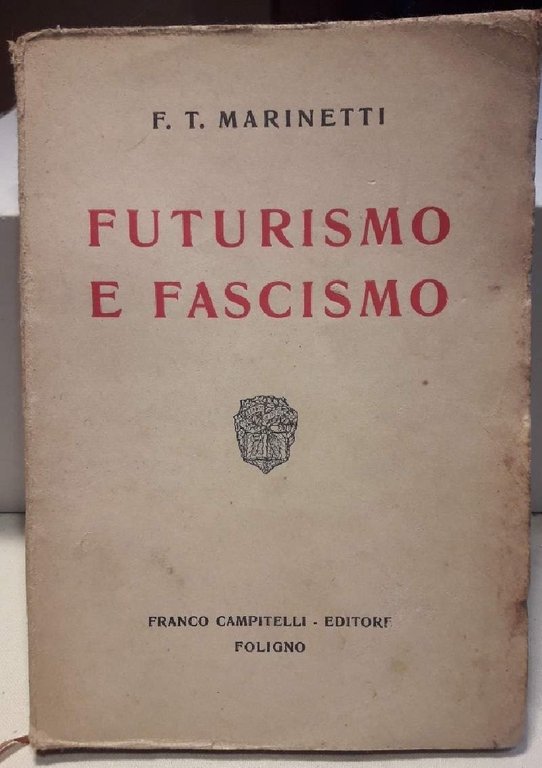 F. T. MARINETTI
FUTURISMO
E FASCISMO
FRANCO CAMPITELLI - EDITORE
FOLIGNO